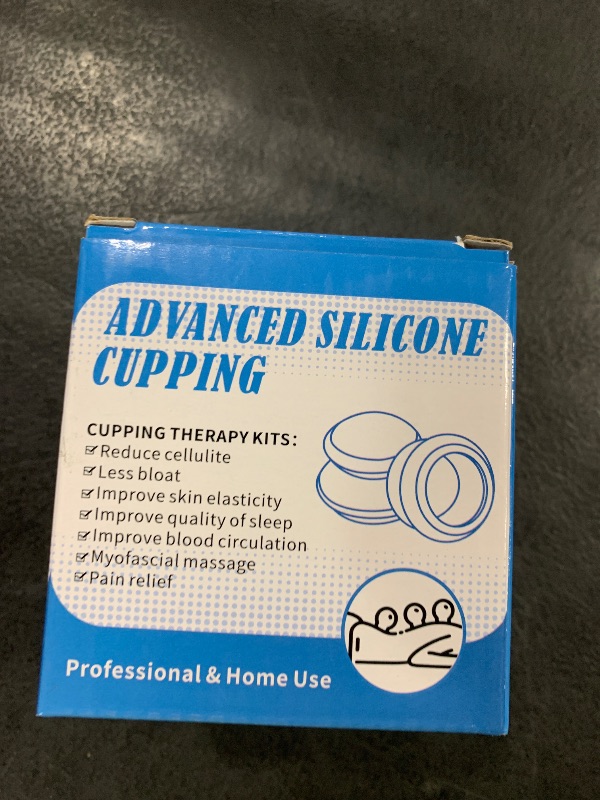 ADVANCED SILICONE
CUPPING
CUPPING THERAPY KITS:
Reduce cellulite
Less bloat
Improve skin elasticity
Improve quality of sleep
Improve blood circulation
Myofascial massage
Pain relief
Professional & Home Use